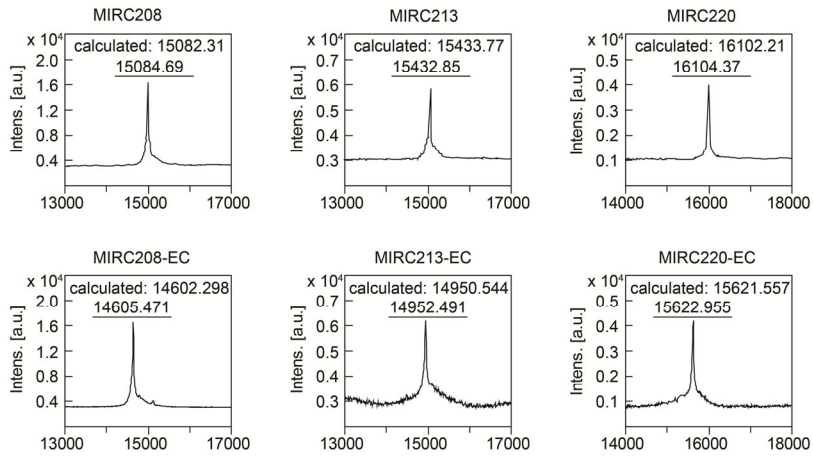 MIRC208
x 10⁴
calculated: 15082.31
15084.69
2.0
1.6
1.2
0.8
0.4
Intens. [a.u.]
13000 15000 17000
MIRC213
x 10⁴
calculated: 15433.77
15432.85
0.7
0.6
0.5
0.4
0.3
Intens. [a.u.]
13000 15000 17000
MIRC220
x 10⁴
calculated: 16102.21
16104.37
0.5
0.4
0.3
0.2
0.1
Intens. [a.u.]
14000 16000 18000
MIRC208-EC
x 10⁴
calculated: 14602.298
14605.471
2.0
1.6
1.2
0.8
0.4
Intens. [a.u.]
13000 15000 17000
MIRC213-EC
x 10⁴
calculated: 14950.544
14952.491
0.7
0.6
0.5
0.4
0.3
Intens. [a.u.]
13000 15000 17000
MIRC220-EC
x 10⁴
calculated: 15621.557
15622.955
0.5
0.4
0.3
0.2
0.1
Intens. [a.u.]
14000 16000 18000